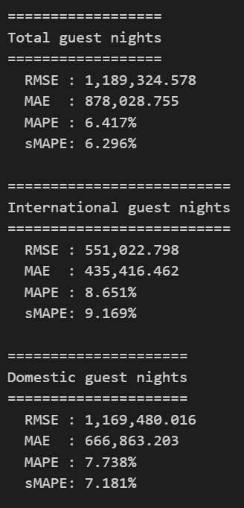 ==================
Total guest nights
==================
RMSE : 1,189,324.578
MAE  : 878,028.755
MAPE : 6.417%
sMAPE: 6.296%
==========================
International guest nights
==========================
RMSE : 551,022.798
MAE  : 435,416.462
MAPE : 8.651%
sMAPE: 9.169%
=====================
Domestic guest nights
=====================
RMSE : 1,169,480.016
MAE  : 666,863.203
MAPE : 7.738%
sMAPE: 7.181%